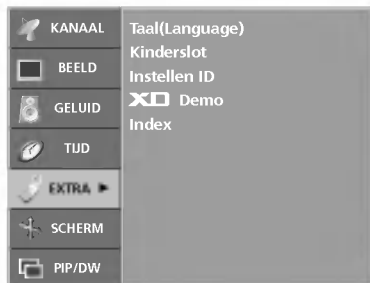 KANAAL
BEELD
GELUID
TIJD
EXTRA ►
SCHERM
PIP/DW
Taal(Language)
Kinderslot
Instellen ID
XD Demo
Index